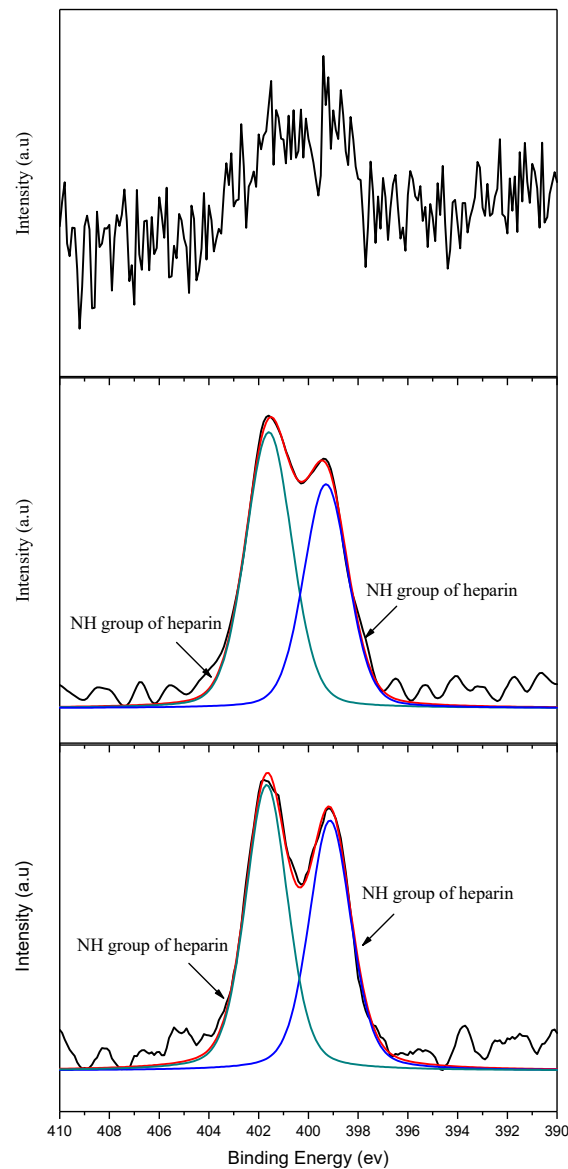 Intensity (a.u)
Intensity (a.u)
NH group of heparin
NH group of heparin
Intensity (a.u)
NH group of heparin
NH group of heparin
410 408 406 404 402 400 398 396 394 392 390
Binding Energy (ev)